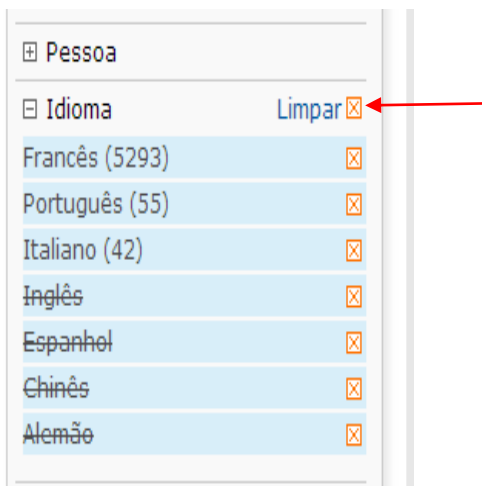 Pessoa
Idioma Limpar
Francês (5293)
Português (55)
Italiano (42)
Inglês
Espanhol
Chinês
Alemão